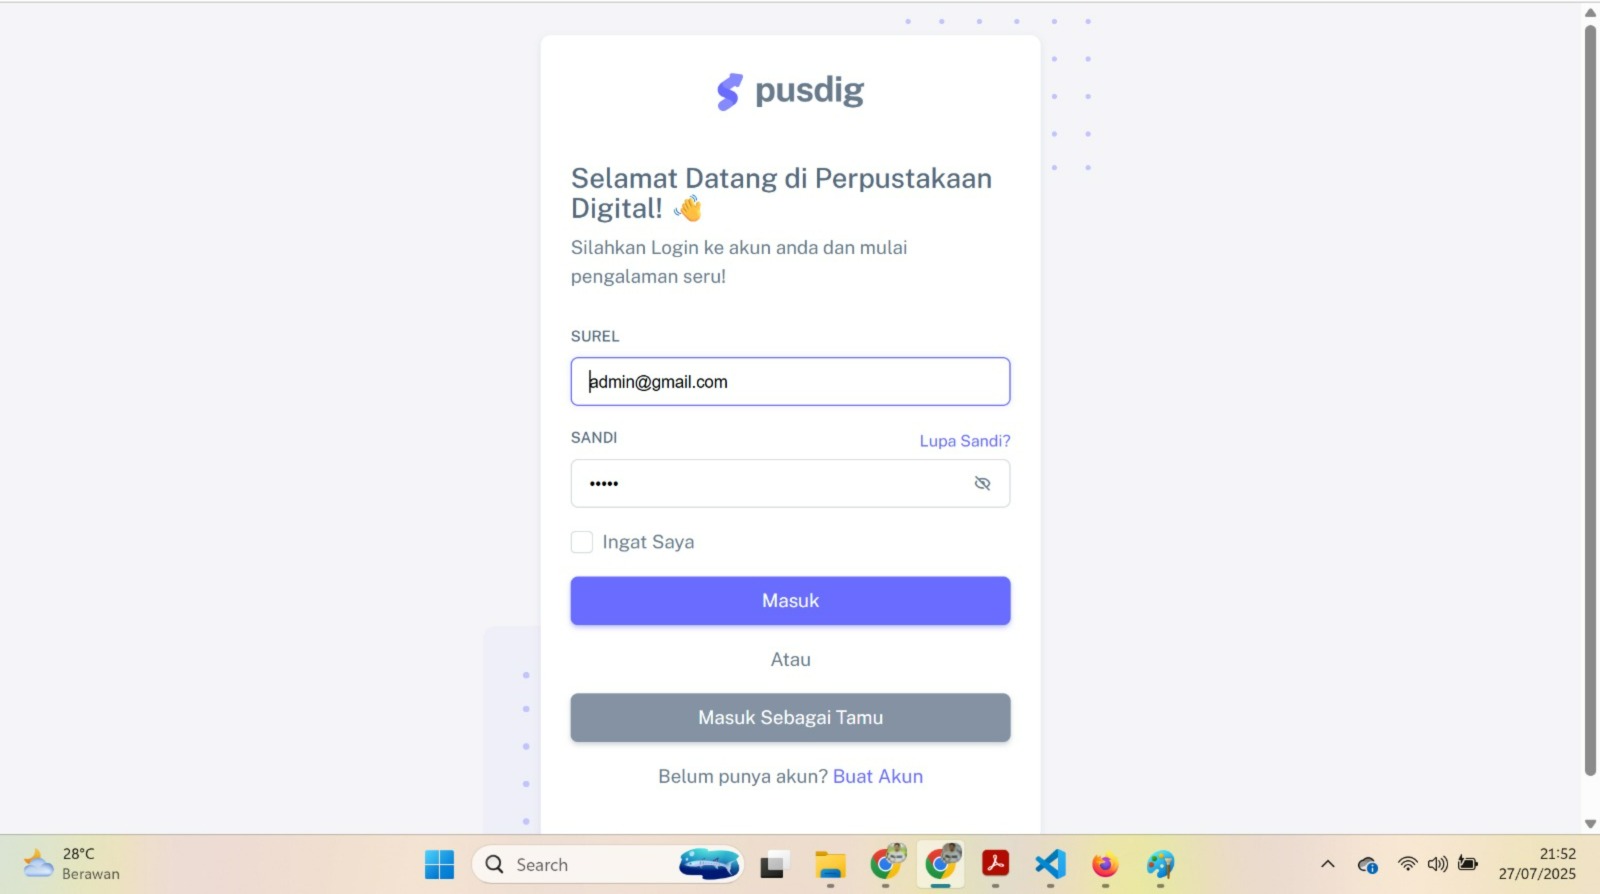 pusdig
Selamat Datang di Perpustakaan
Digital! 👋
Silahkan Login ke akun anda dan mulai
pengalaman seru!
SUREL
admin@gmail.com
SANDI
Lupa Sandi?
•••••
Ingat Saya
Masuk
Atau
Masuk Sebagai Tamu
Belum punya akun? Buat Akun
28°C
Berawan
Search
21:52
27/07/2025